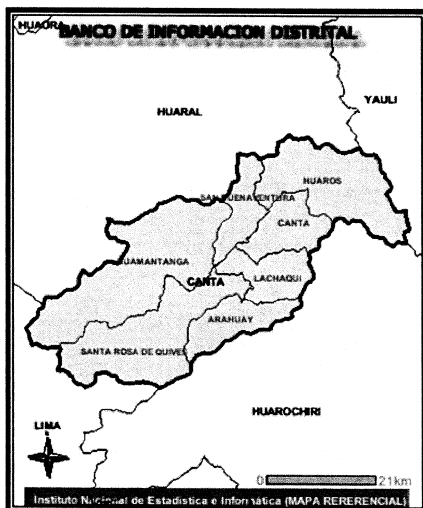 HUAURA
BANCO DE INFORMACION DISTRITAL
YAULI
HUARAL
HUAROS
SAN BUENAVENTURA
CANTA
HUAMANTANGA
CANTA
LACHAQUI
ARAHUAY
SANTA ROSA DE QUIVES
HUAROCHIRI
LIMA
0 21km
Instituto Nacional de Estadística e Informática (MAPA RERERENCIAL)